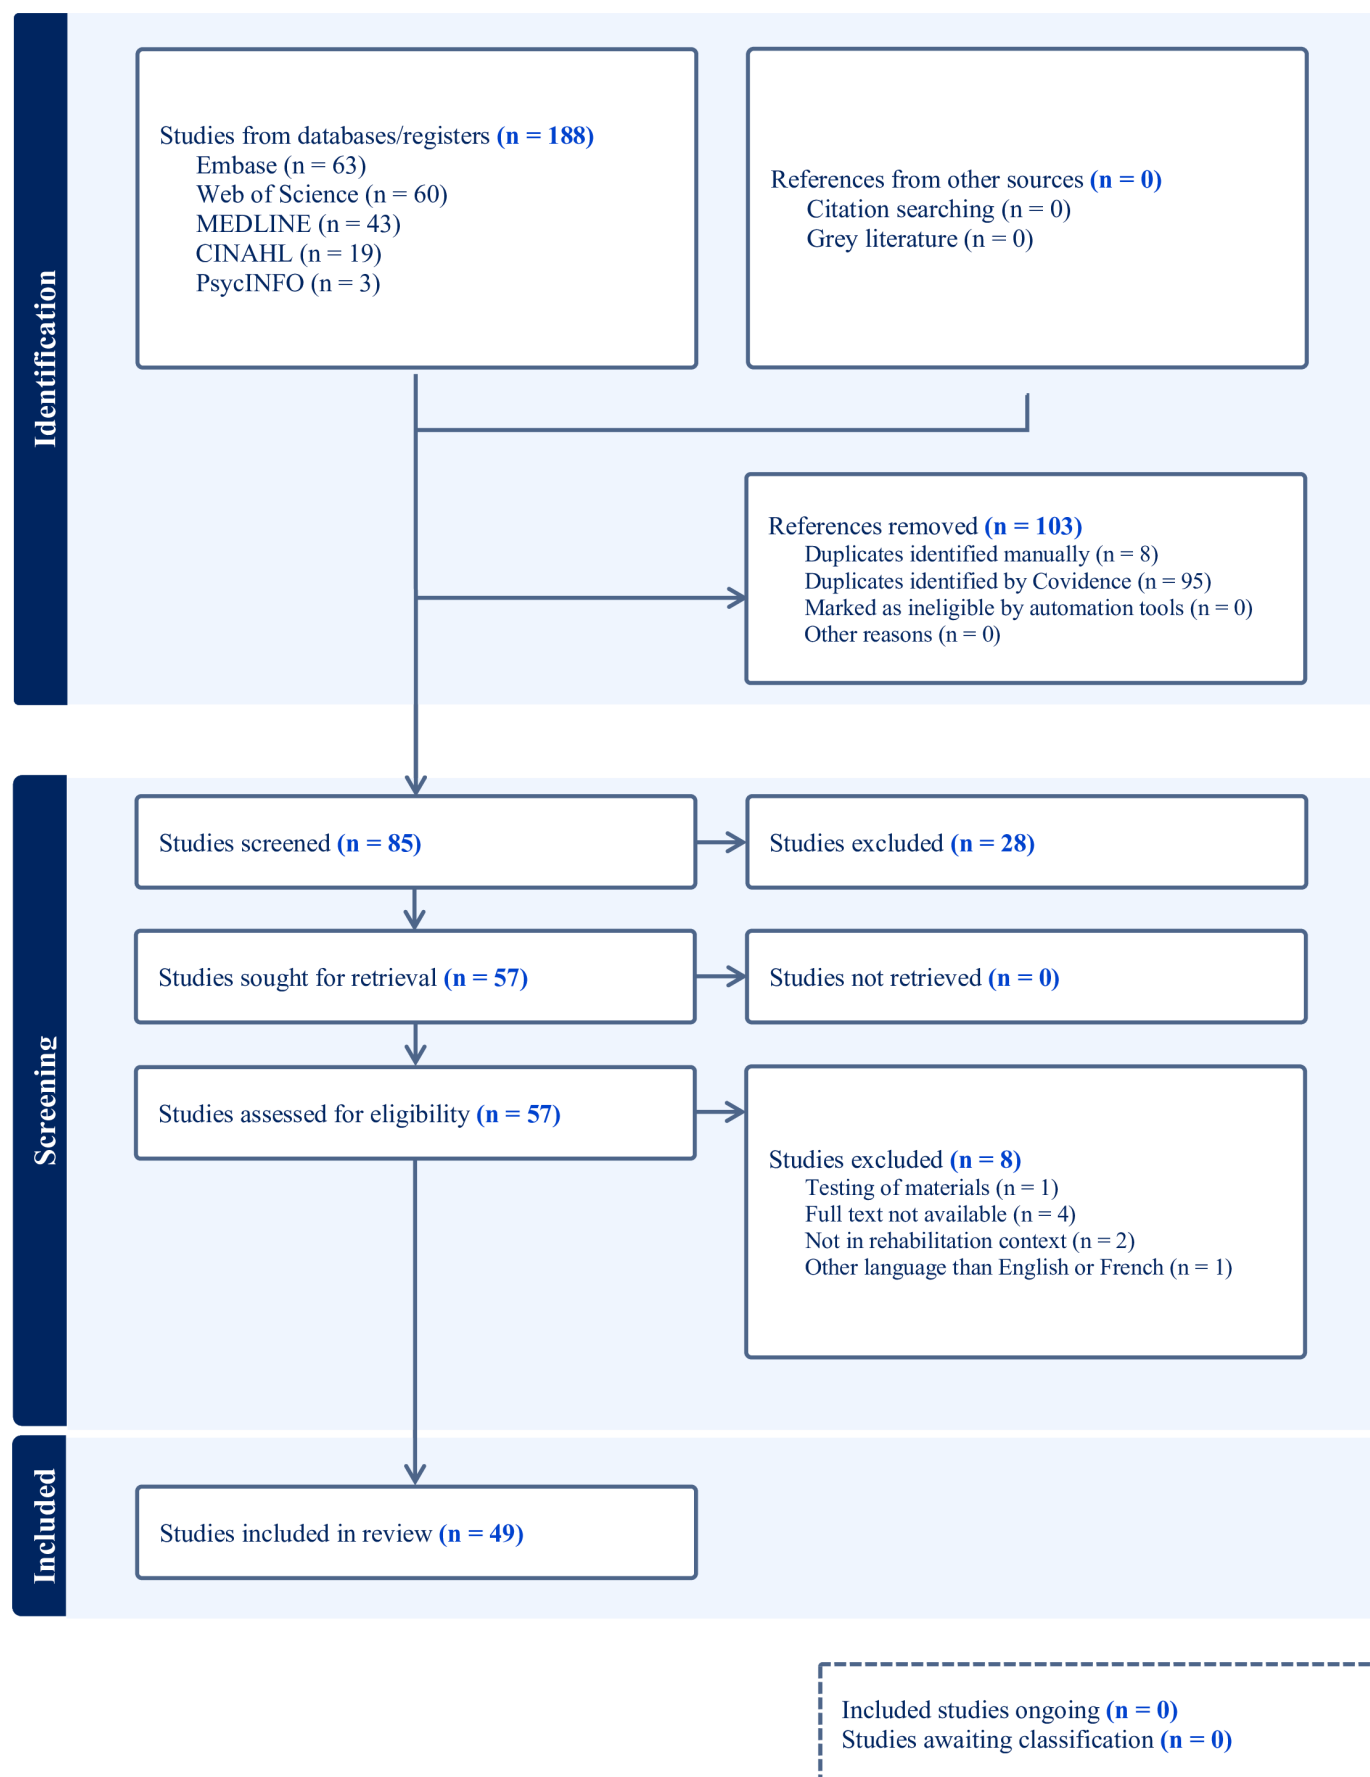 Identification
Studies from databases/registers (n = 188)
Embase (n = 63)
Web of Science (n = 60)
MEDLINE (n = 43)
CINAHL (n = 19)
PsycINFO (n = 3)
References from other sources (n = 0)
Citation searching (n = 0)
Grey literature (n = 0)
References removed (n = 103)
Duplicates identified manually (n = 8)
Duplicates identified by Covidence (n = 95)
Marked as ineligible by automation tools (n = 0)
Other reasons (n = 0)
Screening
Studies screened (n = 85)
Studies excluded (n = 28)
Studies sought for retrieval (n = 57)
Studies not retrieved (n = 0)
Studies assessed for eligibility (n = 57)
Studies excluded (n = 8)
Testing of materials (n = 1)
Full text not available (n = 4)
Not in rehabilitation context (n = 2)
Other language than English or French (n = 1)
Included
Studies included in review (n = 49)
Included studies ongoing (n = 0)
Studies awaiting classification (n = 0)